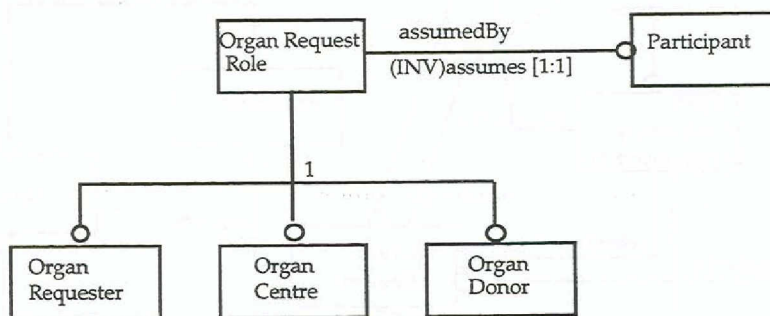 Organ Request
Role
assumedBy
(INV)assumes [1:1]
Participant
1
Organ
Requester
Organ
Centre
Organ
Donor